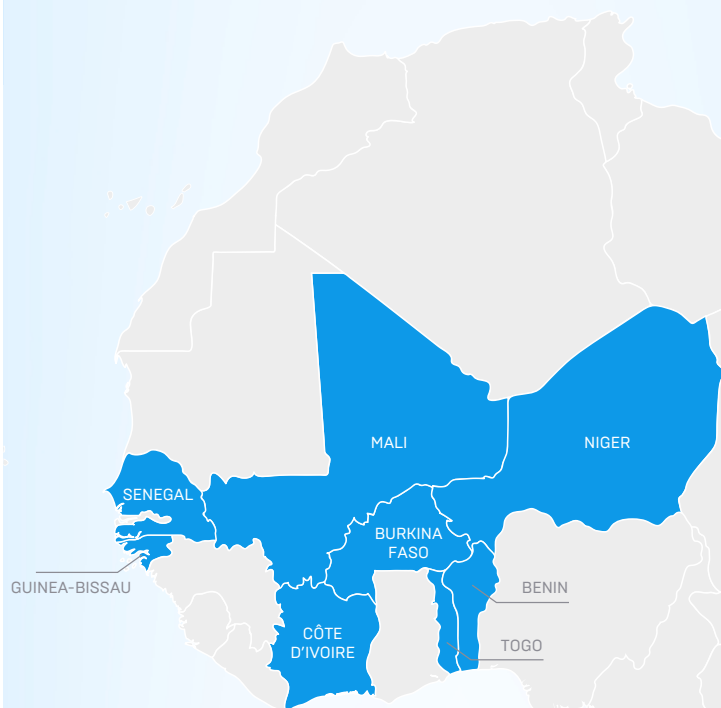 MALI
NIGER
SENEGAL
BURKINA
FASO
GUINEA-BISSAU
BENIN
CÔTE
D'IVOIRE
TOGO